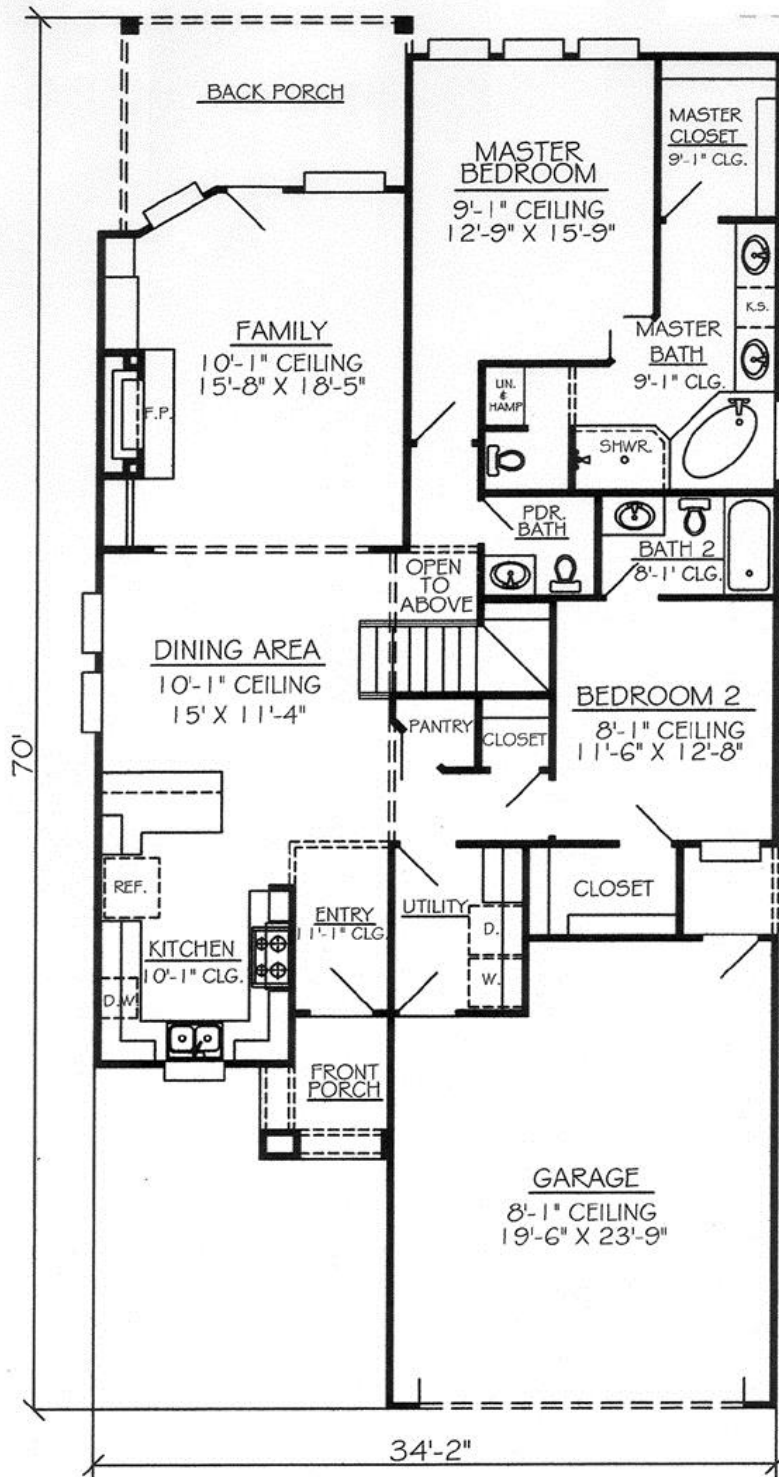 BACK PORCH
MASTER
BEDROOM
9'-1" CEILING
12'-9" X 15'-9"
MASTER
CLOSET
9'-1" CLG.
FAMILY
10'-1" CEILING
15'-8" X 18'-5"
F.P.
K.S.
MASTER
BATH
9'-1" CLG.
LIN.
&
HAMP
SHWR.
PDR.
BATH
BATH 2
8'-1' CLG.
OPEN
TO
ABOVE
DINING AREA
10'-1" CEILING
15' X 11'-4"
BEDROOM 2
8'-1" CEILING
11'-6" X 12'-8"
PANTRY
CLOSET
70'
REF.
KITCHEN
10'-1" CLG.
D.W
ENTRY
11'-1" CLG.
UTILITY
D.
W.
CLOSET
FRONT
PORCH
GARAGE
8'-1" CEILING
19'-6" X 23'-9"
34'-2"